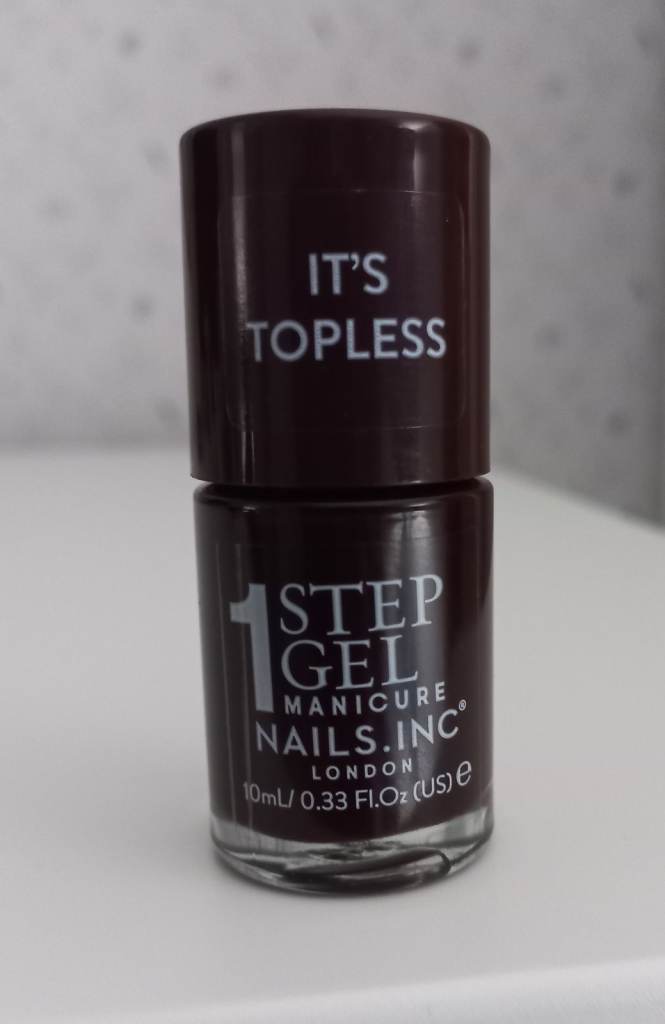 IT'S
TOPLESS
1 STEP
GEL
MANICURE
NAILS.INC®
LONDON
10mL/ 0.33 Fl.Oz (US) ℮